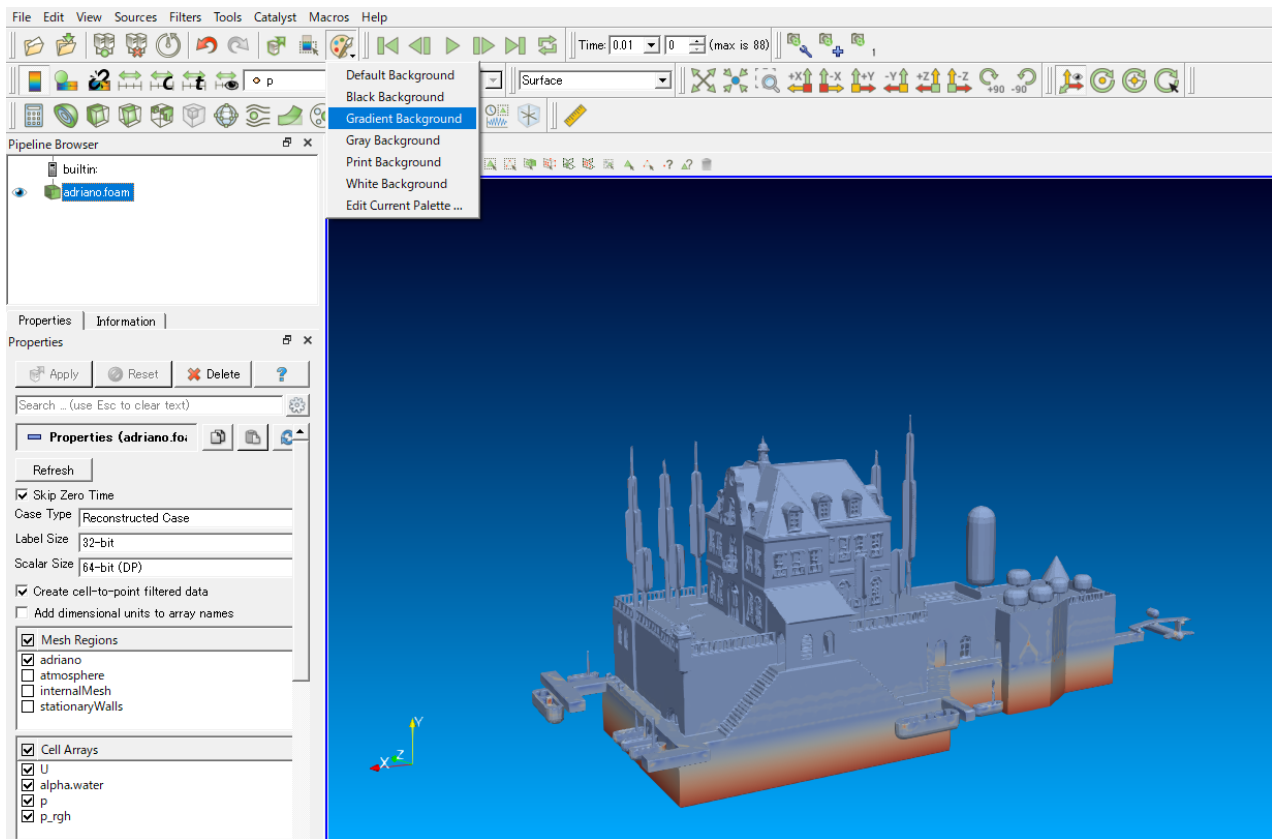 File Edit View Sources Filters Tools Catalyst Macros Help
Time: 0.01 0 (max is 88) 1
p Surface +X -X +Y -Y +Z -Z +90 -90
Default Background
Black Background
Gradient Background
Gray Background
Print Background
White Background
Edit Current Palette ...
Pipeline Browser
builtin:
adriano.foam
Properties Information
Properties
Apply Reset Delete ?
Search ... (use Esc to clear text)
Properties (adriano.foa
Refresh
Skip Zero Time
Case Type Reconstructed Case
Label Size 32-bit
Scalar Size 64-bit (DP)
Create cell-to-point filtered data
Add dimensional units to array names
Mesh Regions
adriano
atmosphere
internalMesh
stationaryWalls
Cell Arrays
U
alpha.water
p
p_rgh
Y
Z
X